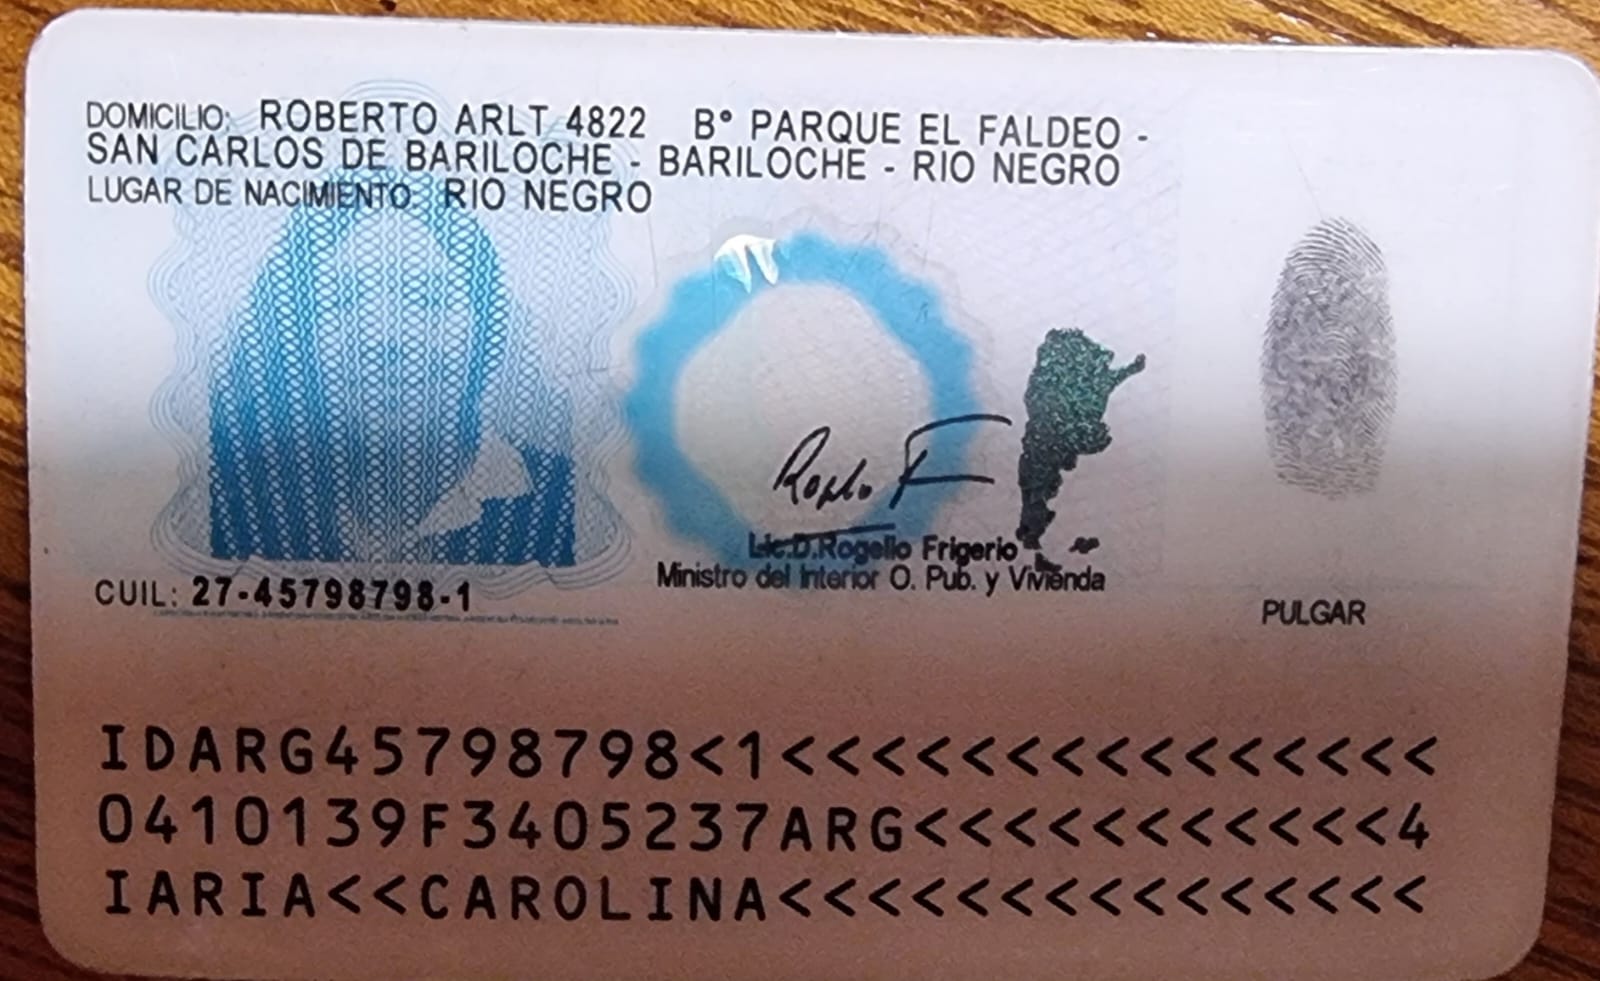 DOMICILIO: ROBERTO ARLT 4822 B° PARQUE EL FALDEO -
SAN CARLOS DE BARILOCHE - BARILOCHE - RIO NEGRO
LUGAR DE NACIMIENTO: RIO NEGRO
Lic.D.Rogelio Frigerio
Ministro del Interior O. Pub. y Vivienda
CUIL: 27-45798798-1
PULGAR
IDARG45798798<1<<<<<<<<<<<<<<<
0410139F3405237ARG<<<<<<<<<<<4
IARIA<<CAROLINA<<<<<<<<<<<<<<<